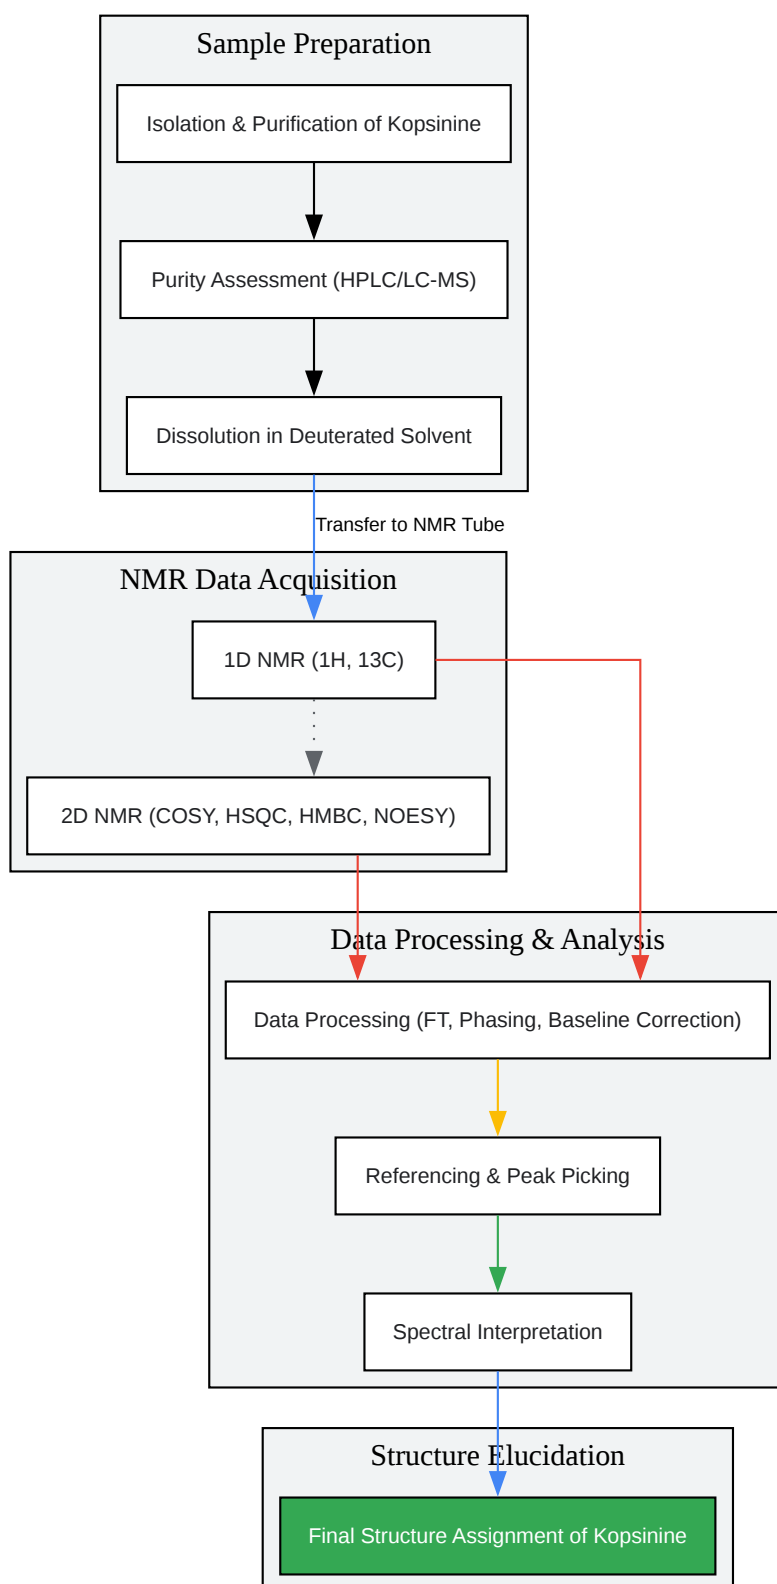 Sample Preparation
Isolation & Purification of Kopsinine
Purity Assessment (HPLC/LC-MS)
Dissolution in Deuterated Solvent
Transfer to NMR Tube
NMR Data Acquisition
1D NMR (1H, 13C)
2D NMR (COSY, HSQC, HMBC, NOESY)
Data Processing & Analysis
Data Processing (FT, Phasing, Baseline Correction)
Referencing & Peak Picking
Spectral Interpretation
Structure Elucidation
Final Structure Assignment of Kopsinine